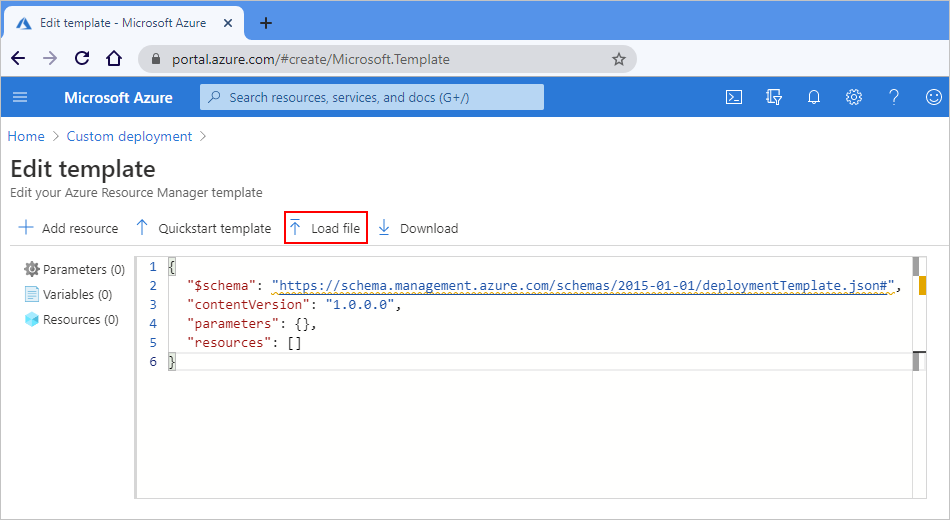 Edit template - Microsoft Azure
portal.azure.com/#create/Microsoft.Template
Microsoft Azure
Search resources, services, and docs (G+/)
Home > Custom deployment >
Edit template
Edit your Azure Resource Manager template
Add resource Quickstart template Load file Download
Parameters (0)
Variables (0)
Resources (0)
1 {
2 "$schema": "https://schema.management.azure.com/schemas/2015-01-01/deploymentTemplate.json#",
3 "contentVersion": "1.0.0.0",
4 "parameters": {},
5 "resources": []
6 }